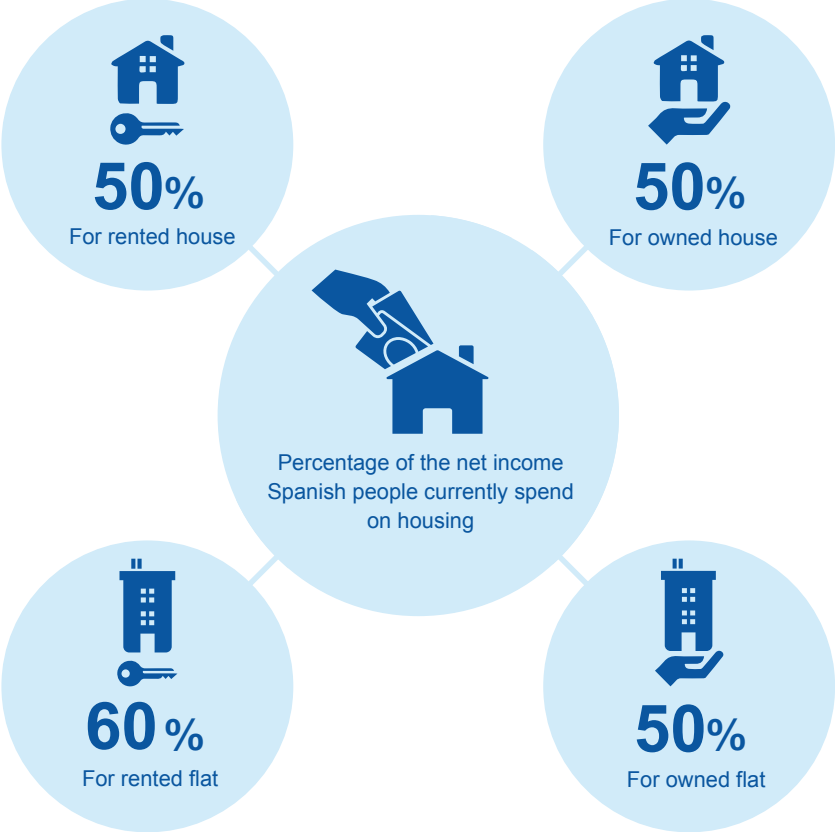 50%
For rented house
50%
For owned house
Percentage of the net income
Spanish people currently spend
on housing
60 %
For rented flat
50%
For owned flat